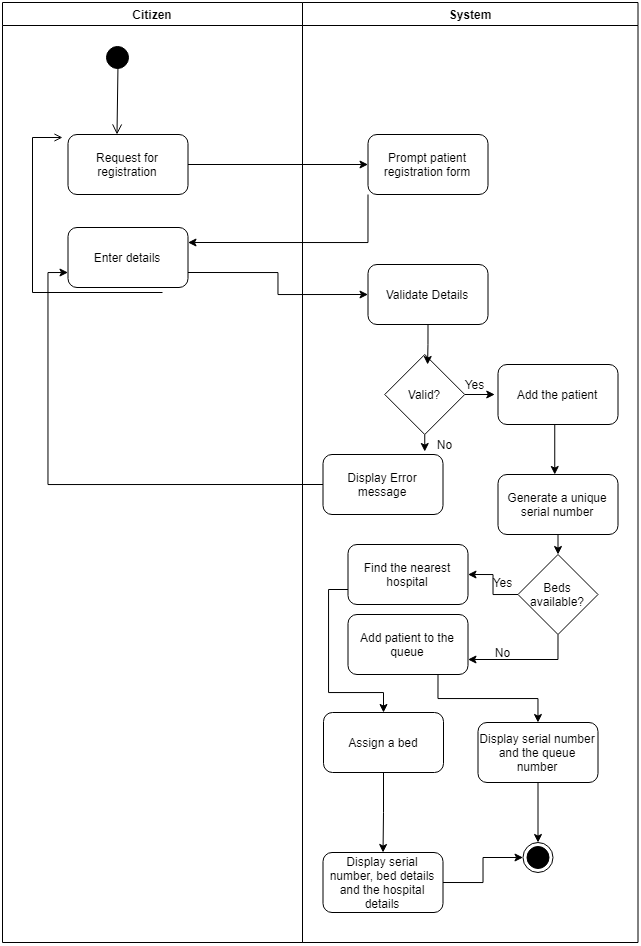 Citizen
System
Request for
registration
Prompt patient
registration form
Enter details
Validate Details
Valid?
Yes
Add the patient
No
Display Error
message
Generate a unique
serial number
Find the nearest
hospital
Yes
Beds
available?
Add patient to the
queue
No
Assign a bed
Display serial number
and the queue
number
Display serial
number, bed details
and the hospital
details